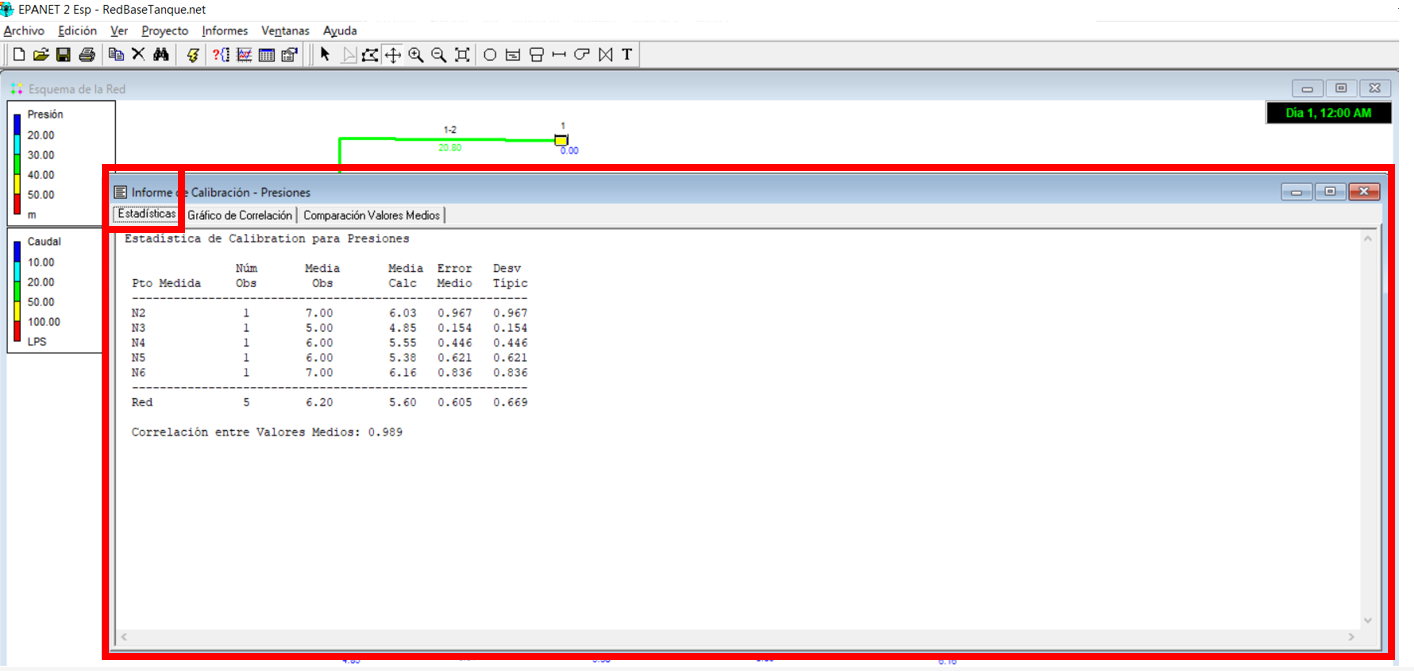 EPANET 2 Esp - RedBaseTanque.net
Archivo Edición Ver Proyecto Informes Ventanas Ayuda
T
Esquema de la Red
Día 1, 12:00 AM
Presión
20.00
30.00
40.00
50.00
m
Caudal
10.00
20.00
50.00
100.00
LPS
1-2
20.80
1
0.00
Informe de Calibración - Presiones
Estadísticas Gráfico de Correlación Comparación Valores Medios
Estadística de Calibration para Presiones
Núm Media Media Error Desv
Pto Medida Obs Obs Calc Medio Típic
N2 1 7.00 6.03 0.967 0.967
N3 1 5.00 4.85 0.154 0.154
N4 1 6.00 5.55 0.446 0.446
N5 1 6.00 5.38 0.621 0.621
N6 1 7.00 6.16 0.836 0.836
Red 5 6.20 5.60 0.605 0.669
Correlación entre Valores Medios: 0.989